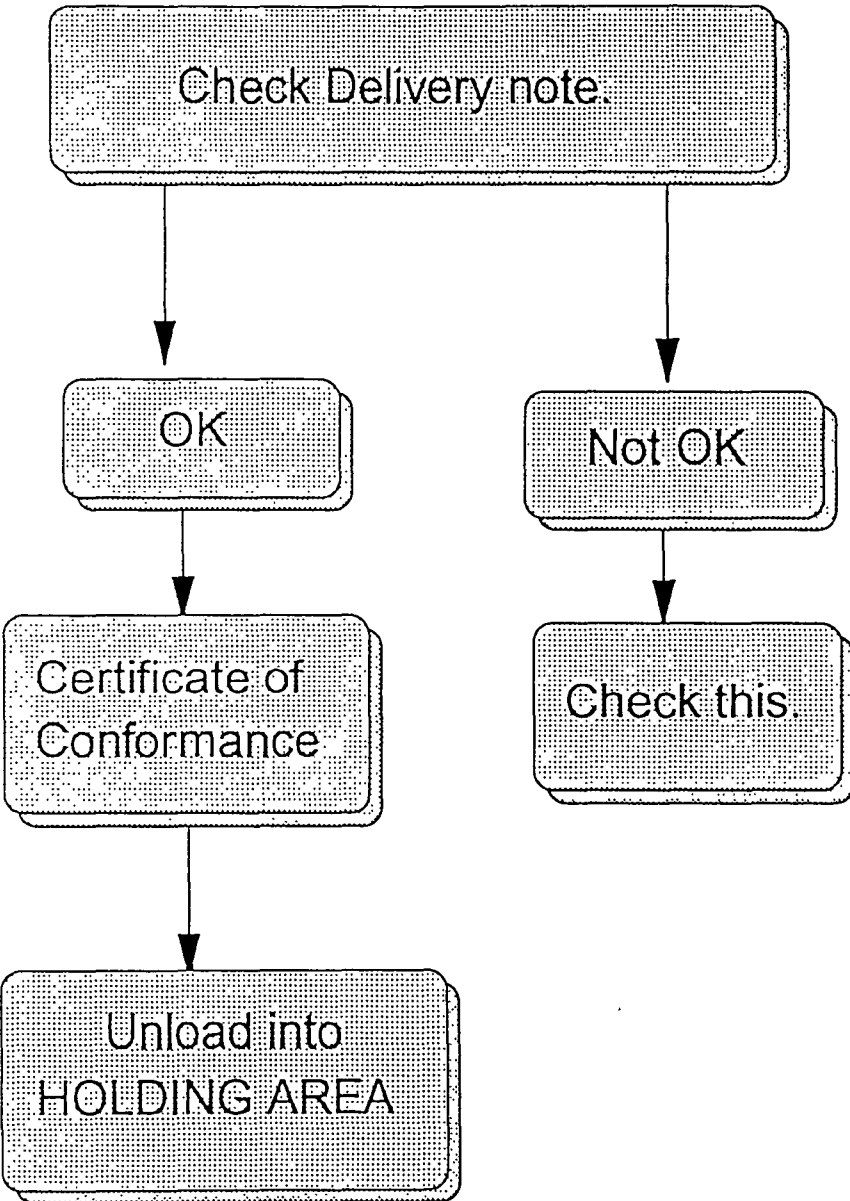 Check Delivery note.
OK
Not OK
Certificate of
Conformance
Check this.
Unload into
HOLDING AREA